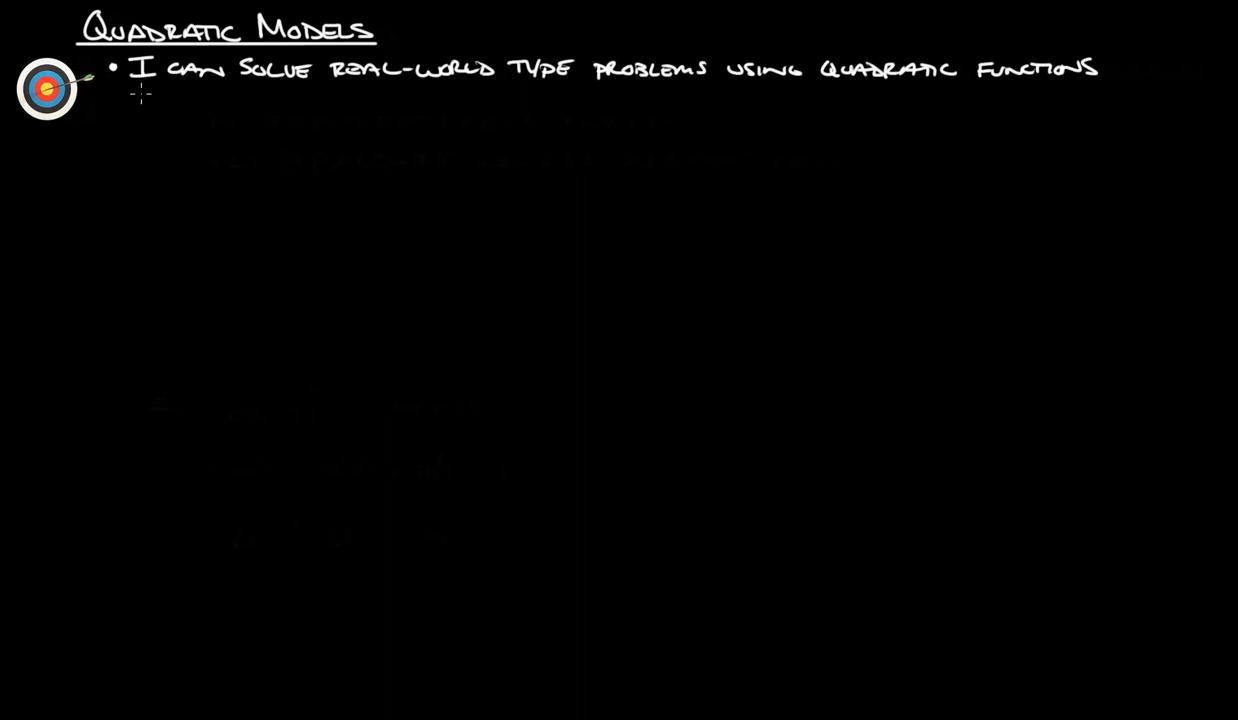 QUADRATIC MODELS
• I CAN SOLVE REAL-WORLD TYPE PROBLEMS USING QUADRATIC FUNCTIONS